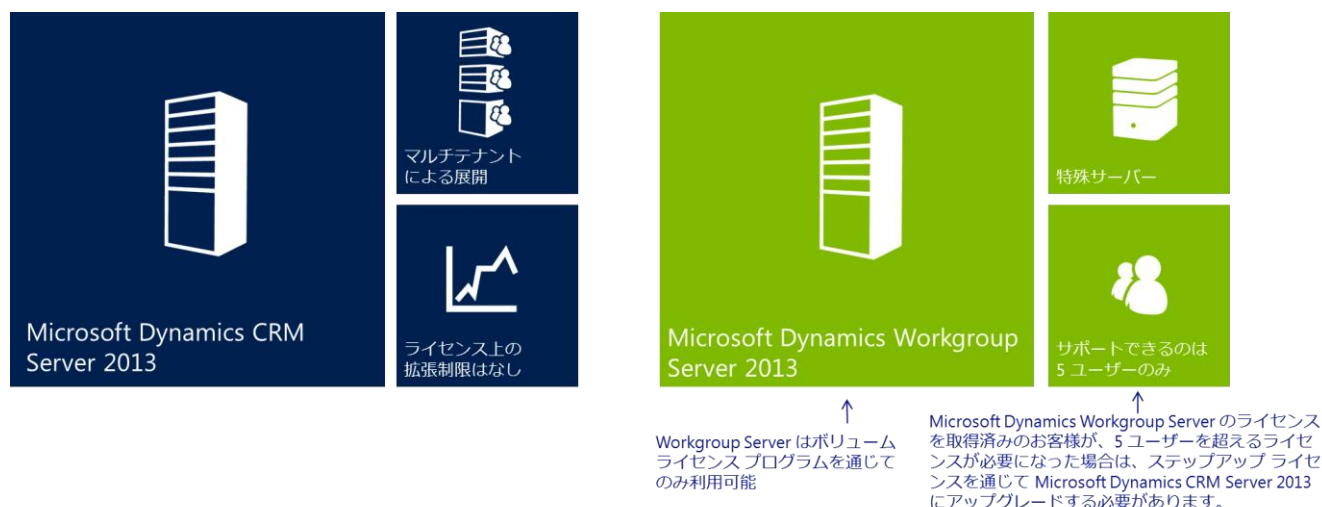 マルチテナント
による展開
Microsoft Dynamics CRM
Server 2013
ライセンス上の
拡張制限はなし
特殊サーバー
Microsoft Dynamics Workgroup
Server 2013
サポートできるのは
5 ユーザーのみ
Workgroup Server はボリューム
ライセンス プログラムを通じて
のみ利用可能
Microsoft Dynamics Workgroup Server のライセンス
を取得済みのお客様が、5 ユーザーを超えるライセ
ンスが必要になった場合は、ステップアップ ライセ
ンスを通じて Microsoft Dynamics CRM Server 2013
にアップグレードする必要があります。